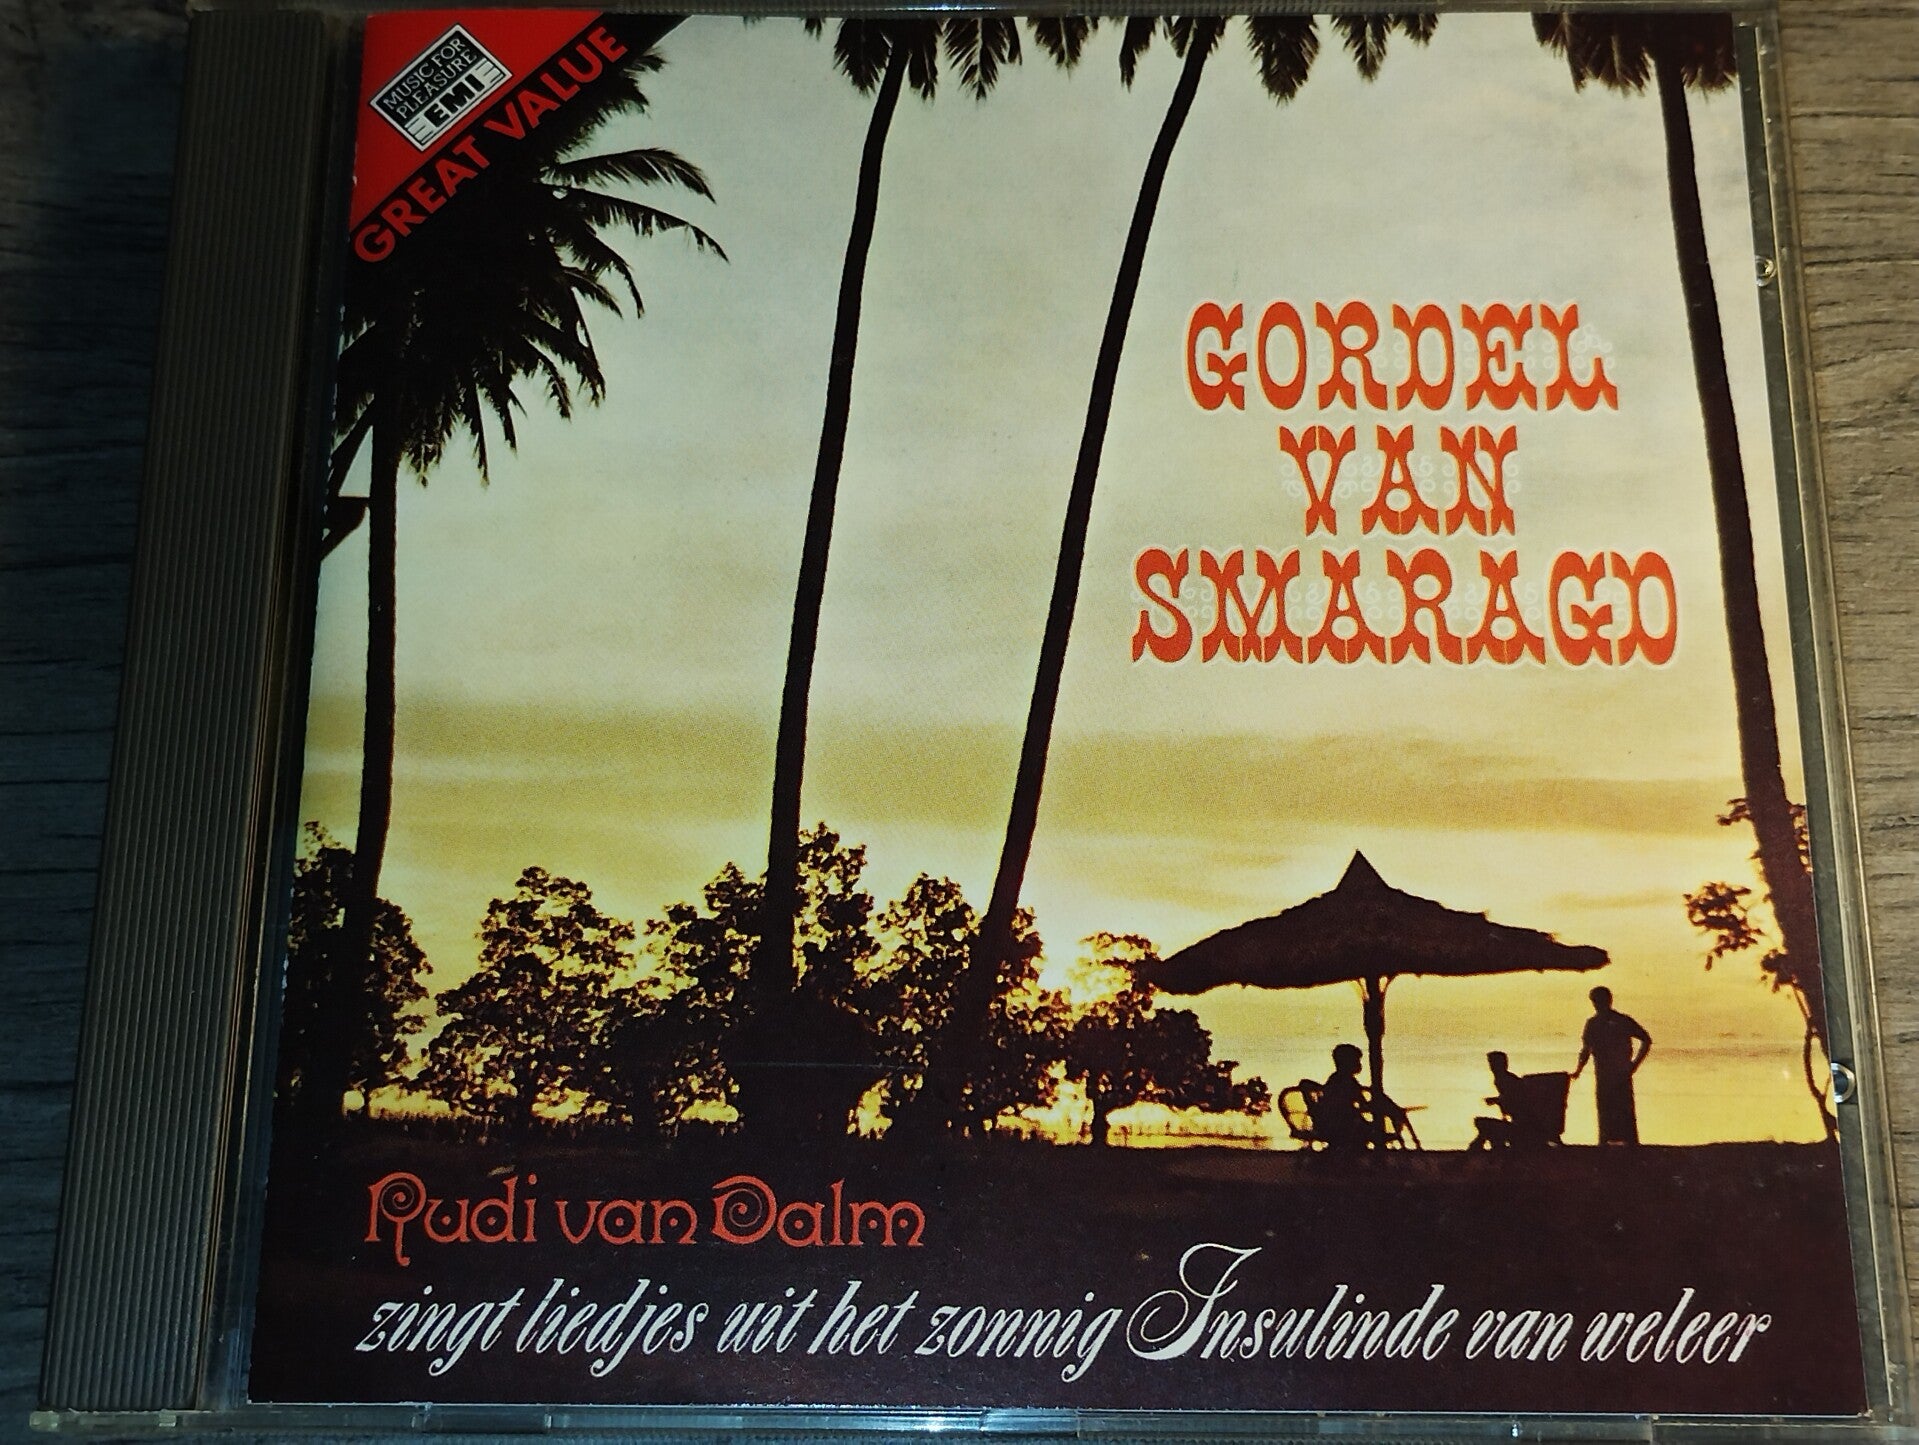 MUSIC FOR
PLEASURE
EMI
GREAT VALUE
GORDEL
VAN
SMARAGD
Rudi van Dalm
zingt liedjes uit het zonnig Insulinde van weleer